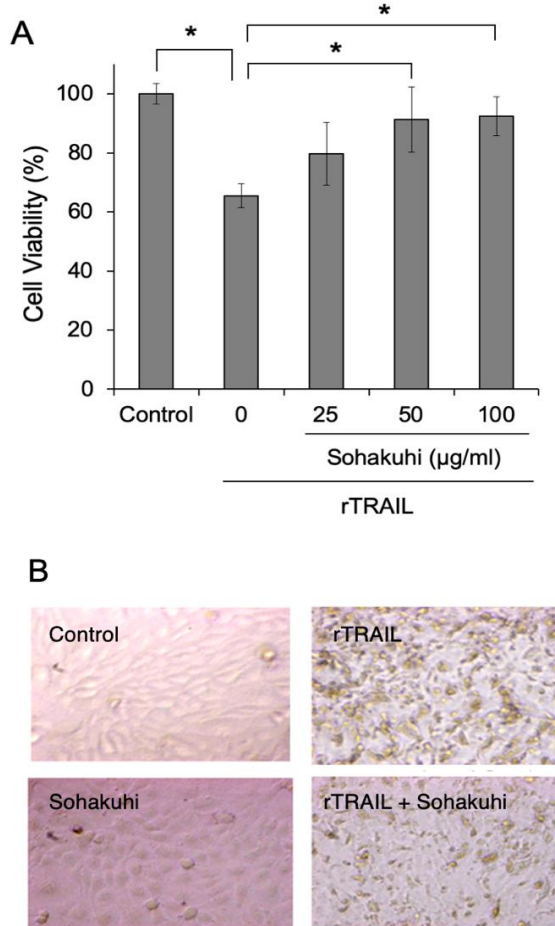 A
*
*
*
Cell Viability (%)
100
80
60
40
20
0
Control 0 25 50 100
Sohakuhi (µg/ml)
rTRAIL
B
Control
rTRAIL
Sohakuhi
rTRAIL + Sohakuhi